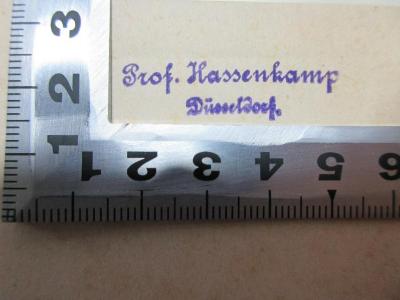 Prof. Hassenkamp
Düsseldorf.
3
2
1
1 2 3 4 5 6